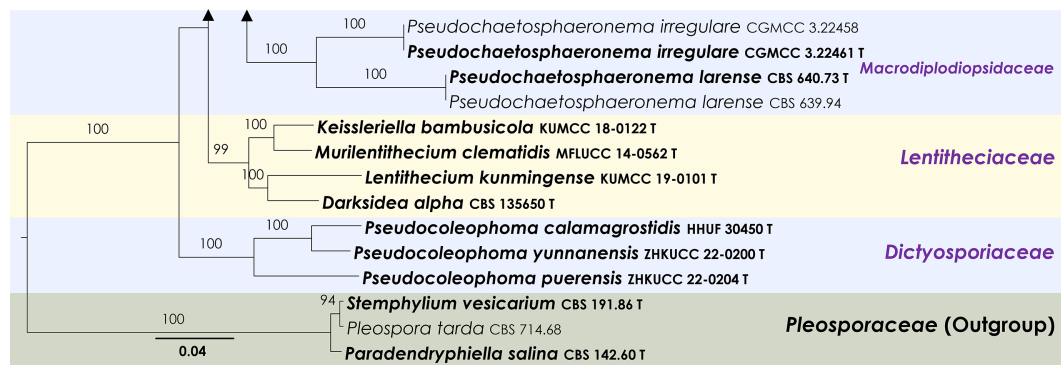 100
Pseudochaetosphaeronema irregulare CGMCC 3.22458
100
Pseudochaetosphaeronema irregulare CGMCC 3.22461 T
Macrodiplodiopsidaceae
100
Pseudochaetosphaeronema larense CBS 640.73 T
Pseudochaetosphaeronema larense CBS 639.94
100
100
Keissleriella bambusicola KUMCC 18-0122 T
99
Murilentithecium clematidis MFLUCC 14-0562 T
Lentitheciaceae
100
Lentithecium kunmingense KUMCC 19-0101 T
Darksidea alpha CBS 135650 T
100
Pseudocoleophoma calamagrostidis HHUF 30450 T
100
Pseudocoleophoma yunnanensis ZHKUCC 22-0200 T
Dictyosporiaceae
Pseudocoleophoma puerensis ZHKUCC 22-0204 T
94
Stemphylium vesicarium CBS 191.86 T
100
Pleospora tarda CBS 714.68
Pleosporaceae (Outgroup)
0.04
Paradendryphiella salina CBS 142.60 T